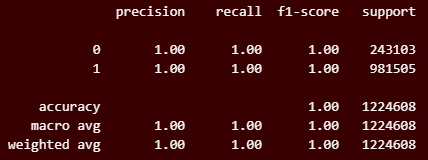 precision recall f1-score support
0 1.00 1.00 1.00 243103
1 1.00 1.00 1.00 981505
accuracy 1.00 1224608
macro avg 1.00 1.00 1.00 1224608
weighted avg 1.00 1.00 1.00 1224608